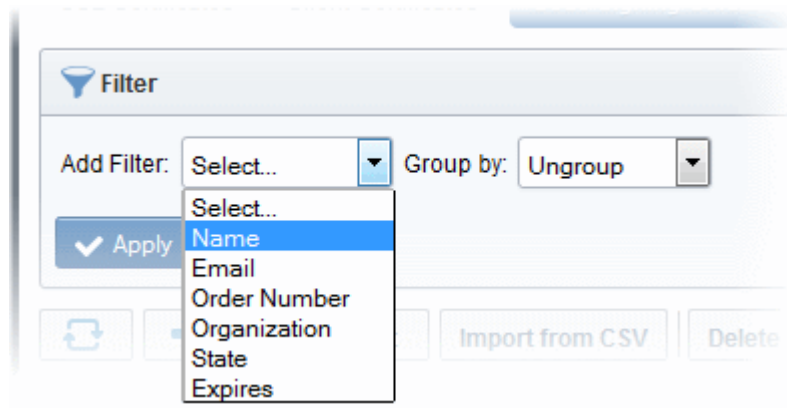 Filter
Add Filter: Select... Group by: Ungroup
Select...
Apply Name
Email
Order Number
Organization
Import from CSV Delete
State
Expires